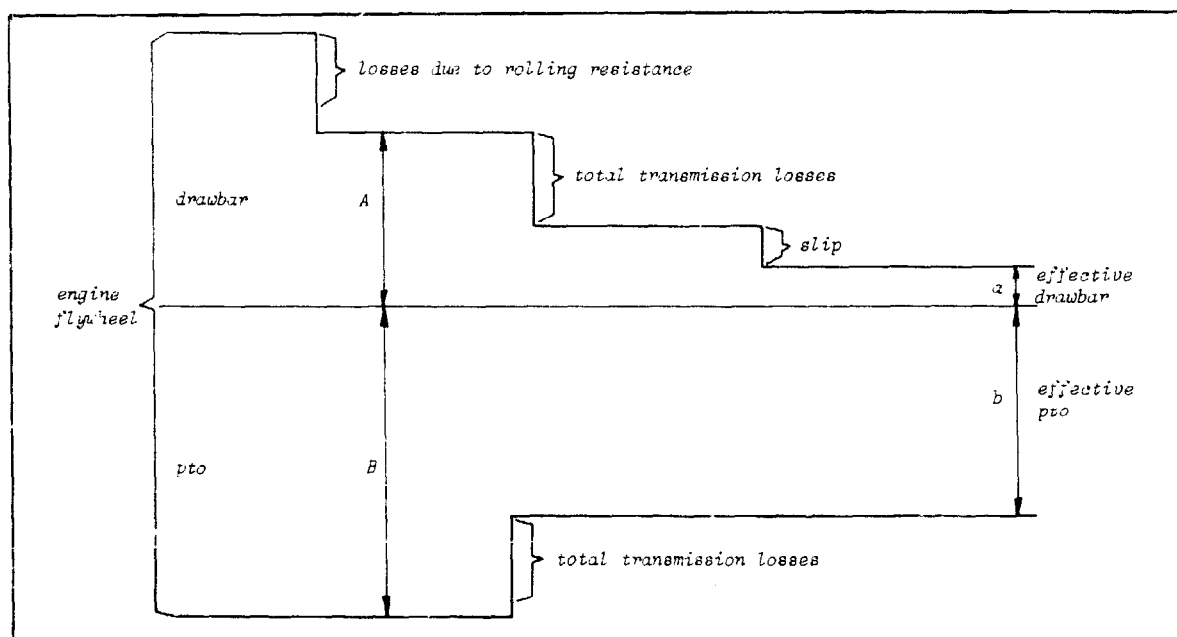 losses due to rolling resistance
total transmission losses
drawbar
A
slip
engine
flywheel
a
effective
drawbar
b
effective
pto
pto
B
total transmission losses